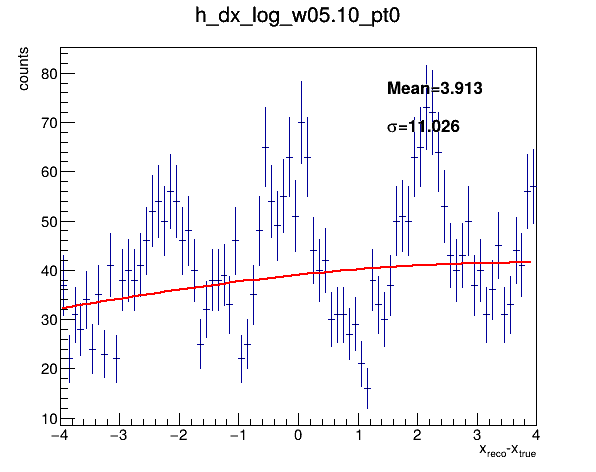 h_dx_log_w05.10_pt0
counts
80
70
60
50
40
30
20
10
Mean=3.913
σ=11.026
−4 −3 −2 −1 0 1 2 3 4
x_reco-x_true